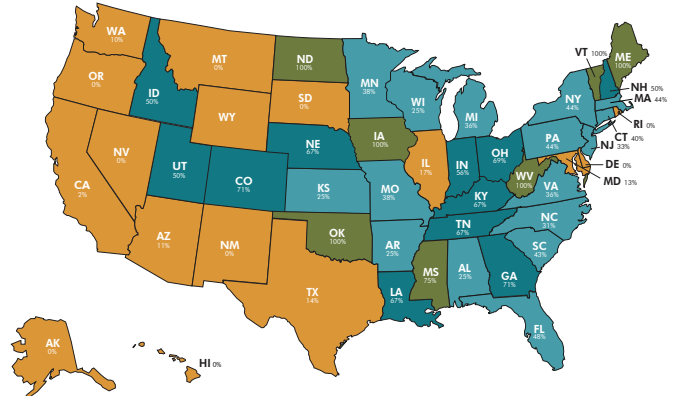 WA
10%
OR
0%
CA
2%
NV
0%
ID
50%
MT
0%
WY
UT
50%
AZ
11%
CO
71%
NM
0%
ND
100%
SD
0%
NE
67%
KS
25%
OK
100%
TX
14%
MN
38%
IA
100%
MO
38%
AR
25%
LA
67%
WI
25%
IL
17%
MI
36%
IN
56%
OH
69%
KY
67%
TN
67%
MS
75%
AL
25%
GA
71%
FL
48%
SC
43%
NC
31%
VA
36%
WV
100%
PA
44%
NY
44%
VT 100%
ME
100%
NH 50%
MA 44%
RI 0%
CT 40%
NJ 33%
DE 0%
MD 13%
AK
0%
HI 0%